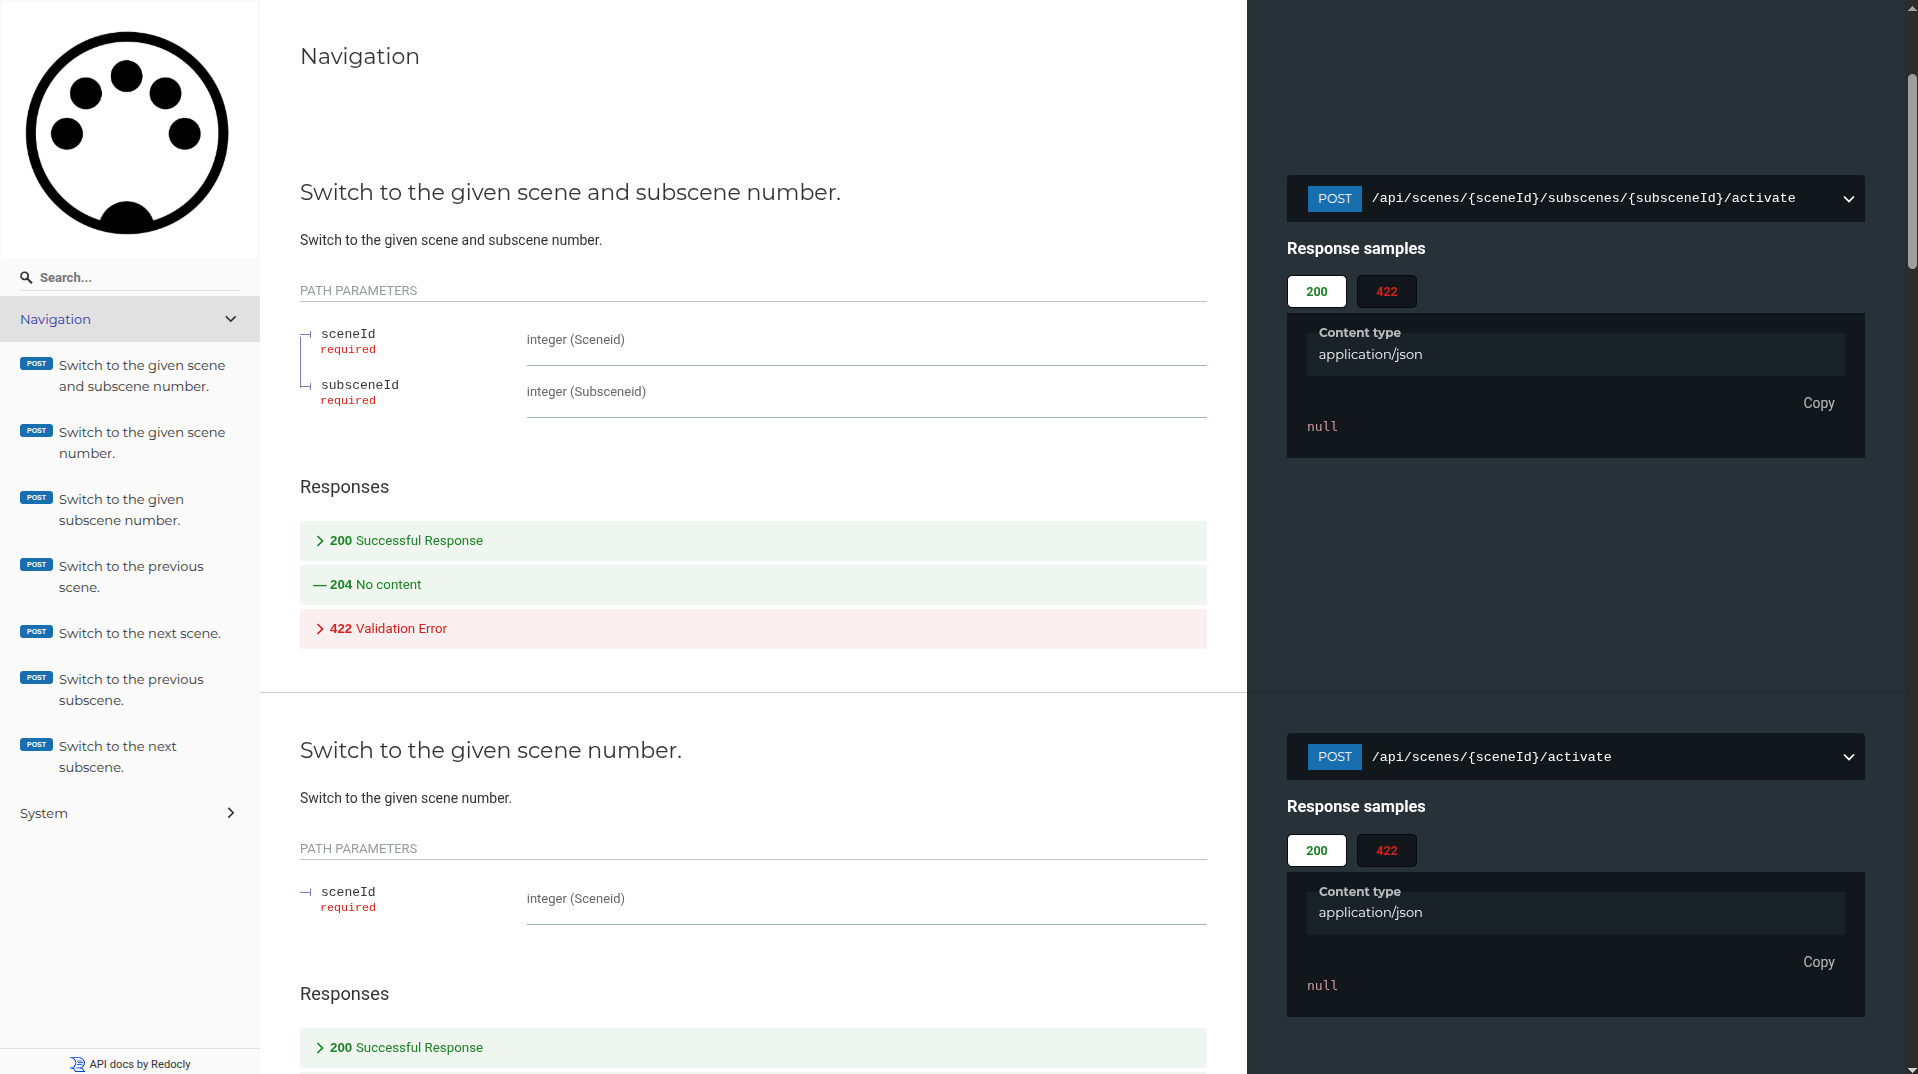 Search...
Navigation
POST Switch to the given scene
and subscene number.
POST Switch to the given scene
number.
POST Switch to the given
subscene number.
POST Switch to the previous
scene.
POST Switch to the next scene.
POST Switch to the previous
subscene.
POST Switch to the next
subscene.
System
API docs by Redocly
Navigation
Switch to the given scene and subscene number.
Switch to the given scene and subscene number.
PATH PARAMETERS
sceneId
required
integer (Sceneid)
subsceneId
required
integer (Subsceneid)
Responses
200 Successful Response
— 204 No content
422 Validation Error
POST /api/scenes/{sceneId}/subscenes/{subsceneId}/activate
Response samples
200 422
Content type
application/json
Copy
null
Switch to the given scene number.
Switch to the given scene number.
PATH PARAMETERS
sceneId
required
integer (Sceneid)
Responses
200 Successful Response
POST /api/scenes/{sceneId}/activate
Response samples
200 422
Content type
application/json
Copy
null